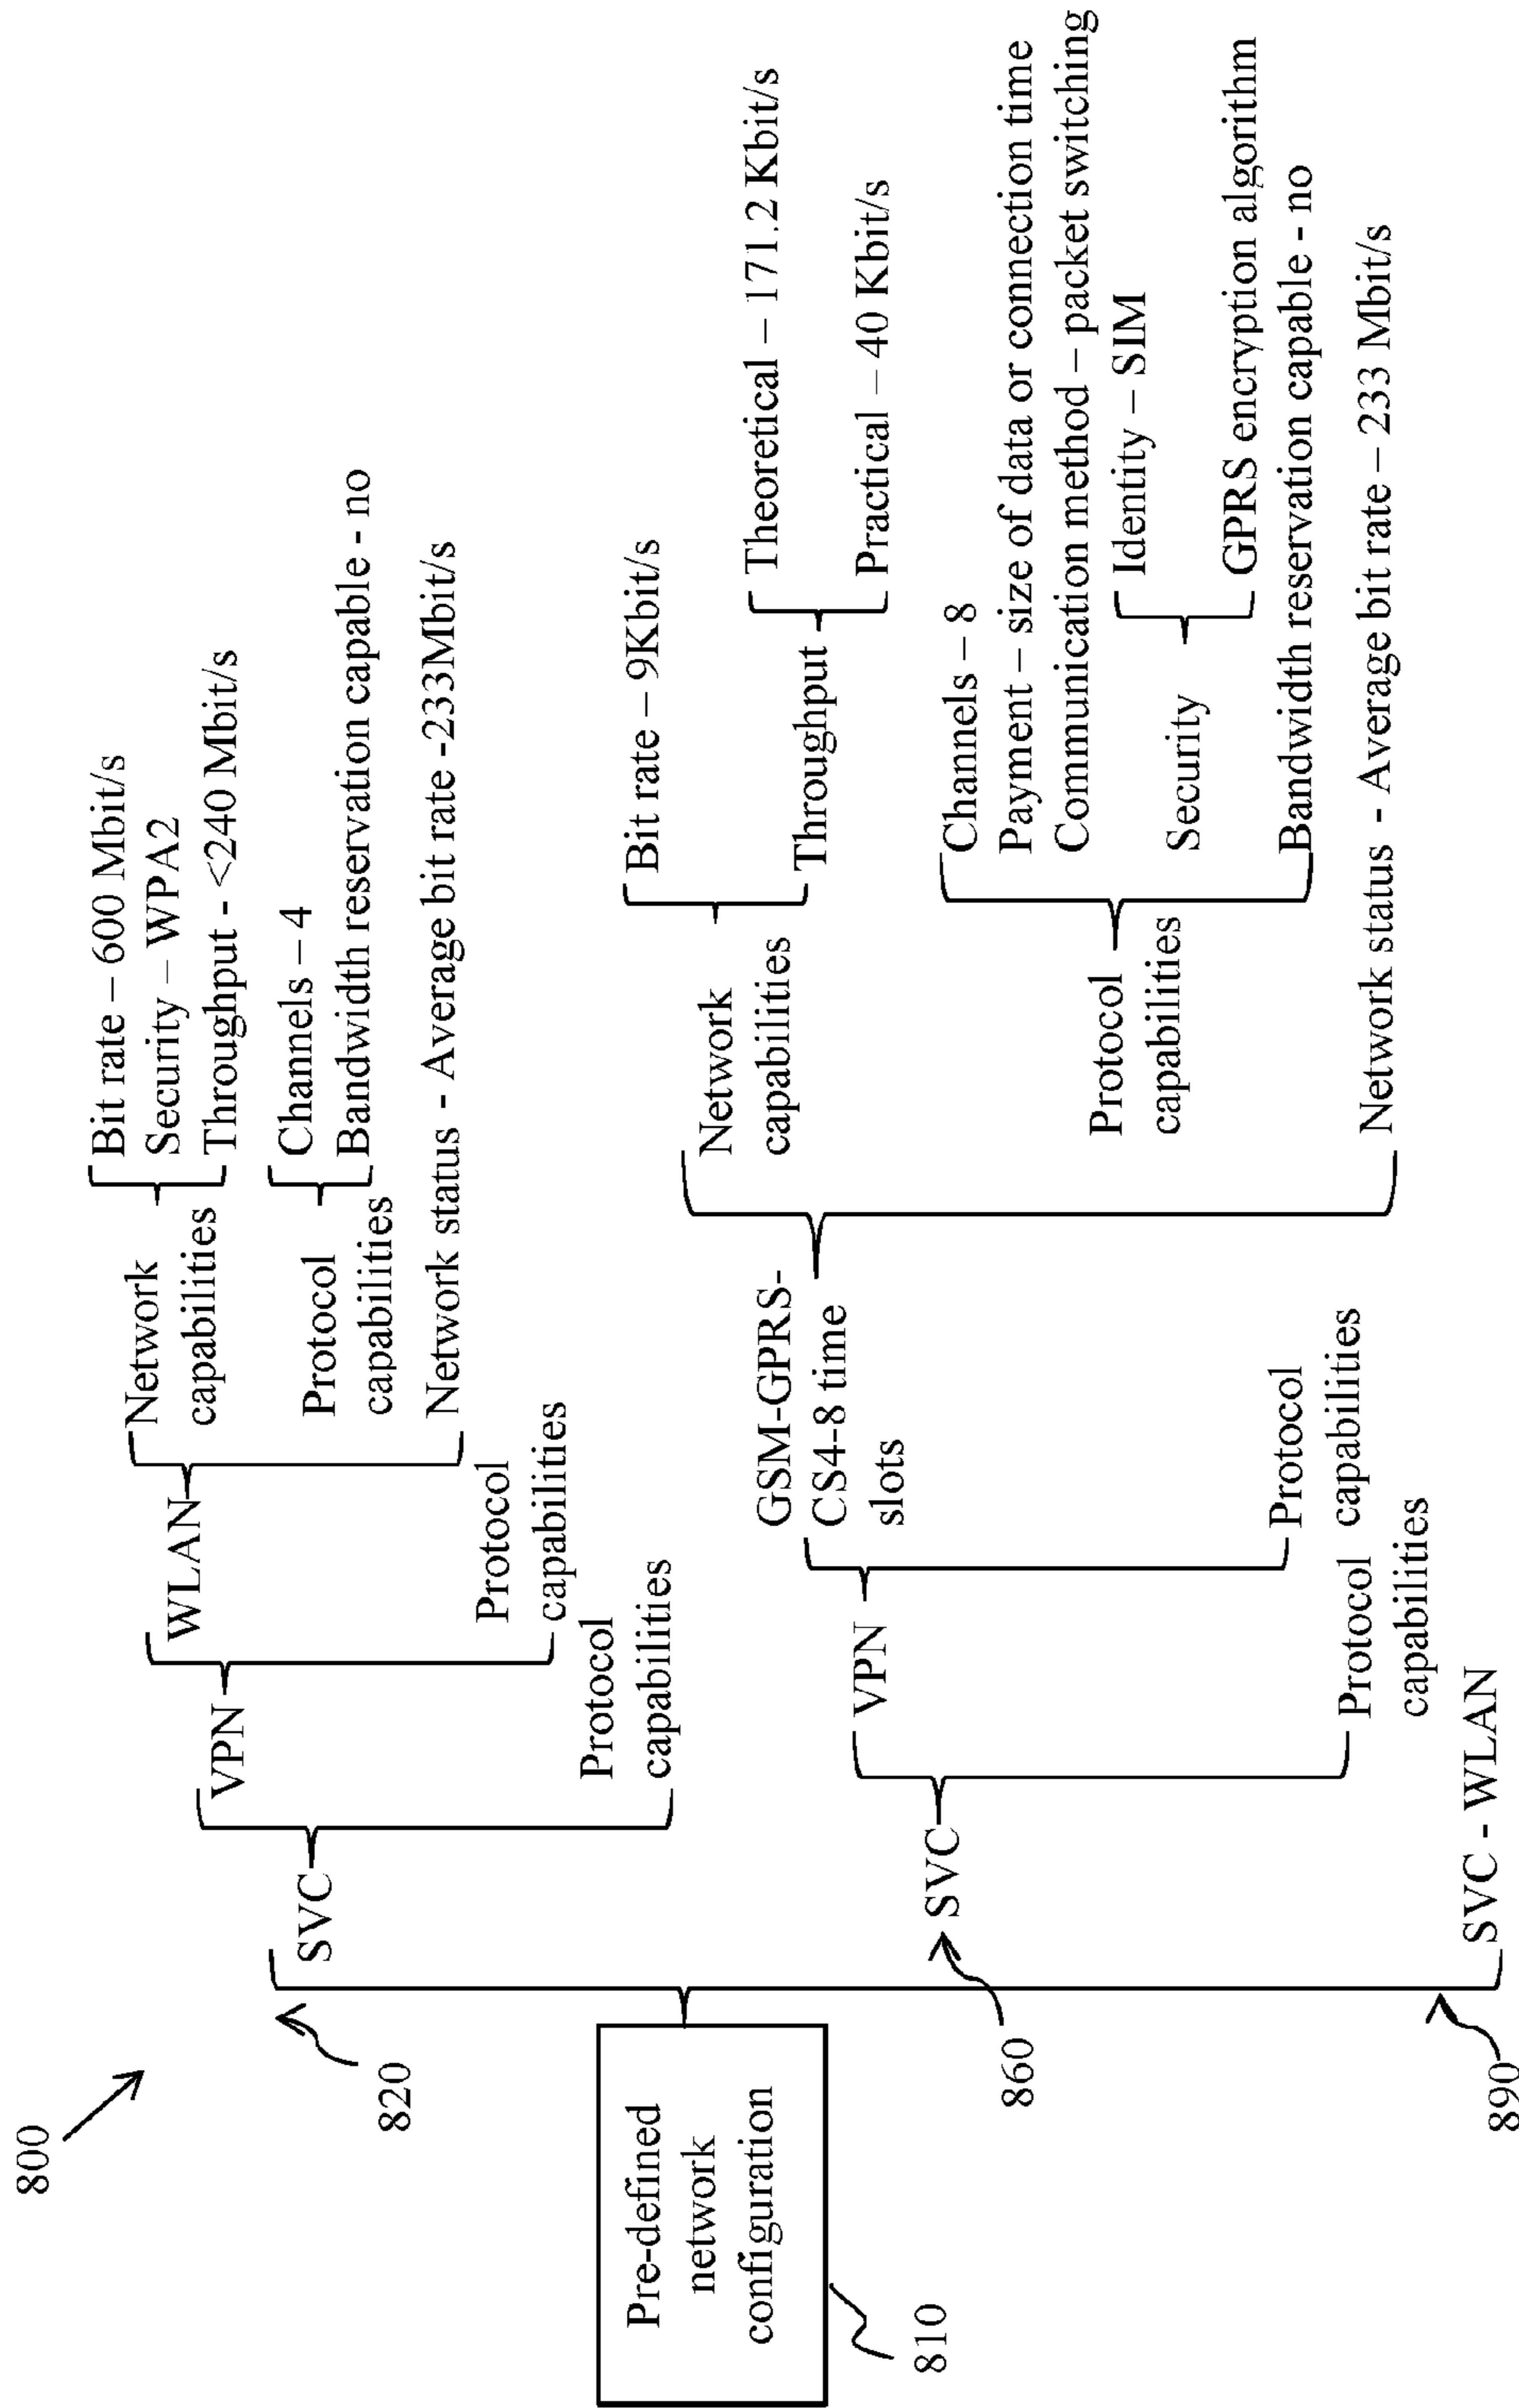 800
810
Pre-defined
network
configuration
820
SVC
VPN
WLAN
Network
capabilities
Bit rate – 600 Mbit/s
Security – WPA2
Throughput - <240 Mbit/s
Protocol
capabilities
Channels – 4
Bandwidth reservation capable - no
Network status - Average bit rate -233Mbit/s
Protocol
capabilities
Protocol
capabilities
860
SVC
VPN
GSM-GPRS-
CS4-8 time
slots
Network
capabilities
Bit rate – 9Kbit/s
Throughput
Theoretical – 171.2 Kbit/s
Practical – 40 Kbit/s
Protocol
capabilities
Channels – 8
Payment – size of data or connection time
Communication method – packet switching
Security
Identity – SIM
GPRS encryption algorithm
Bandwidth reservation capable - no
Network status - Average bit rate – 233 Mbit/s
Protocol
capabilities
Protocol
capabilities
890
SVC - WLAN